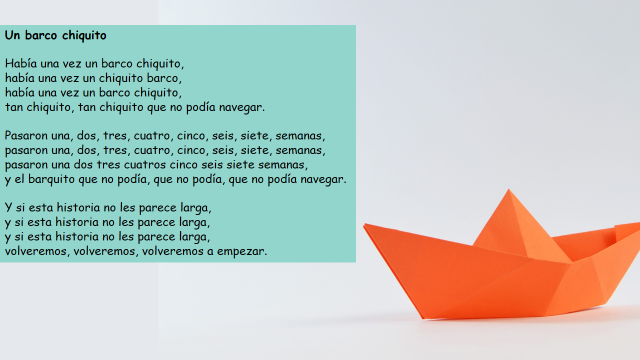 Un barco chiquito
Había una vez un barco chiquito,
había una vez un chiquito barco,
había una vez un barco chiquito,
tan chiquito, tan chiquito que no podía navegar.
Pasaron una, dos, tres, cuatro, cinco, seis, siete, semanas,
pasaron una, dos, tres, cuatro, cinco, seis, siete, semanas,
pasaron una dos tres cuatros cinco seis siete semanas,
y el barquito que no podía, que no podía, que no podía navegar.
Y si esta historia no les parece larga,
y si esta historia no les parece larga,
y si esta historia no les parece larga,
volveremos, volveremos, volveremos a empezar.